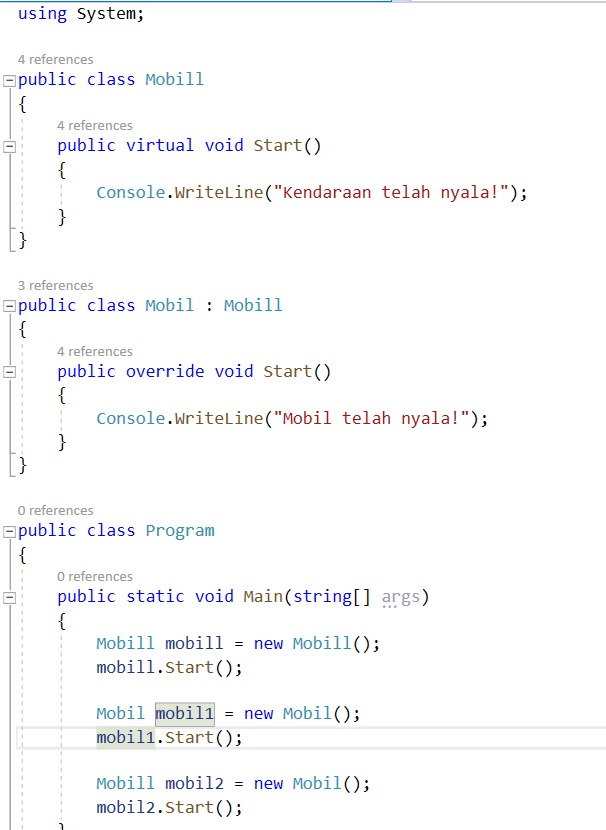 using System;
4 references
public class Mobill
{
4 references
public virtual void Start()
{
Console.WriteLine("Kendaraan telah nyala!");
}
}
3 references
public class Mobil : Mobill
{
4 references
public override void Start()
{
Console.WriteLine("Mobil telah nyala!");
}
}
0 references
public class Program
{
0 references
public static void Main(string[] args)
{
Mobill mobill = new Mobill();
mobill.Start();
Mobil mobil1 = new Mobil();
mobil1.Start();
Mobill mobil2 = new Mobil();
mobil2.Start();
}